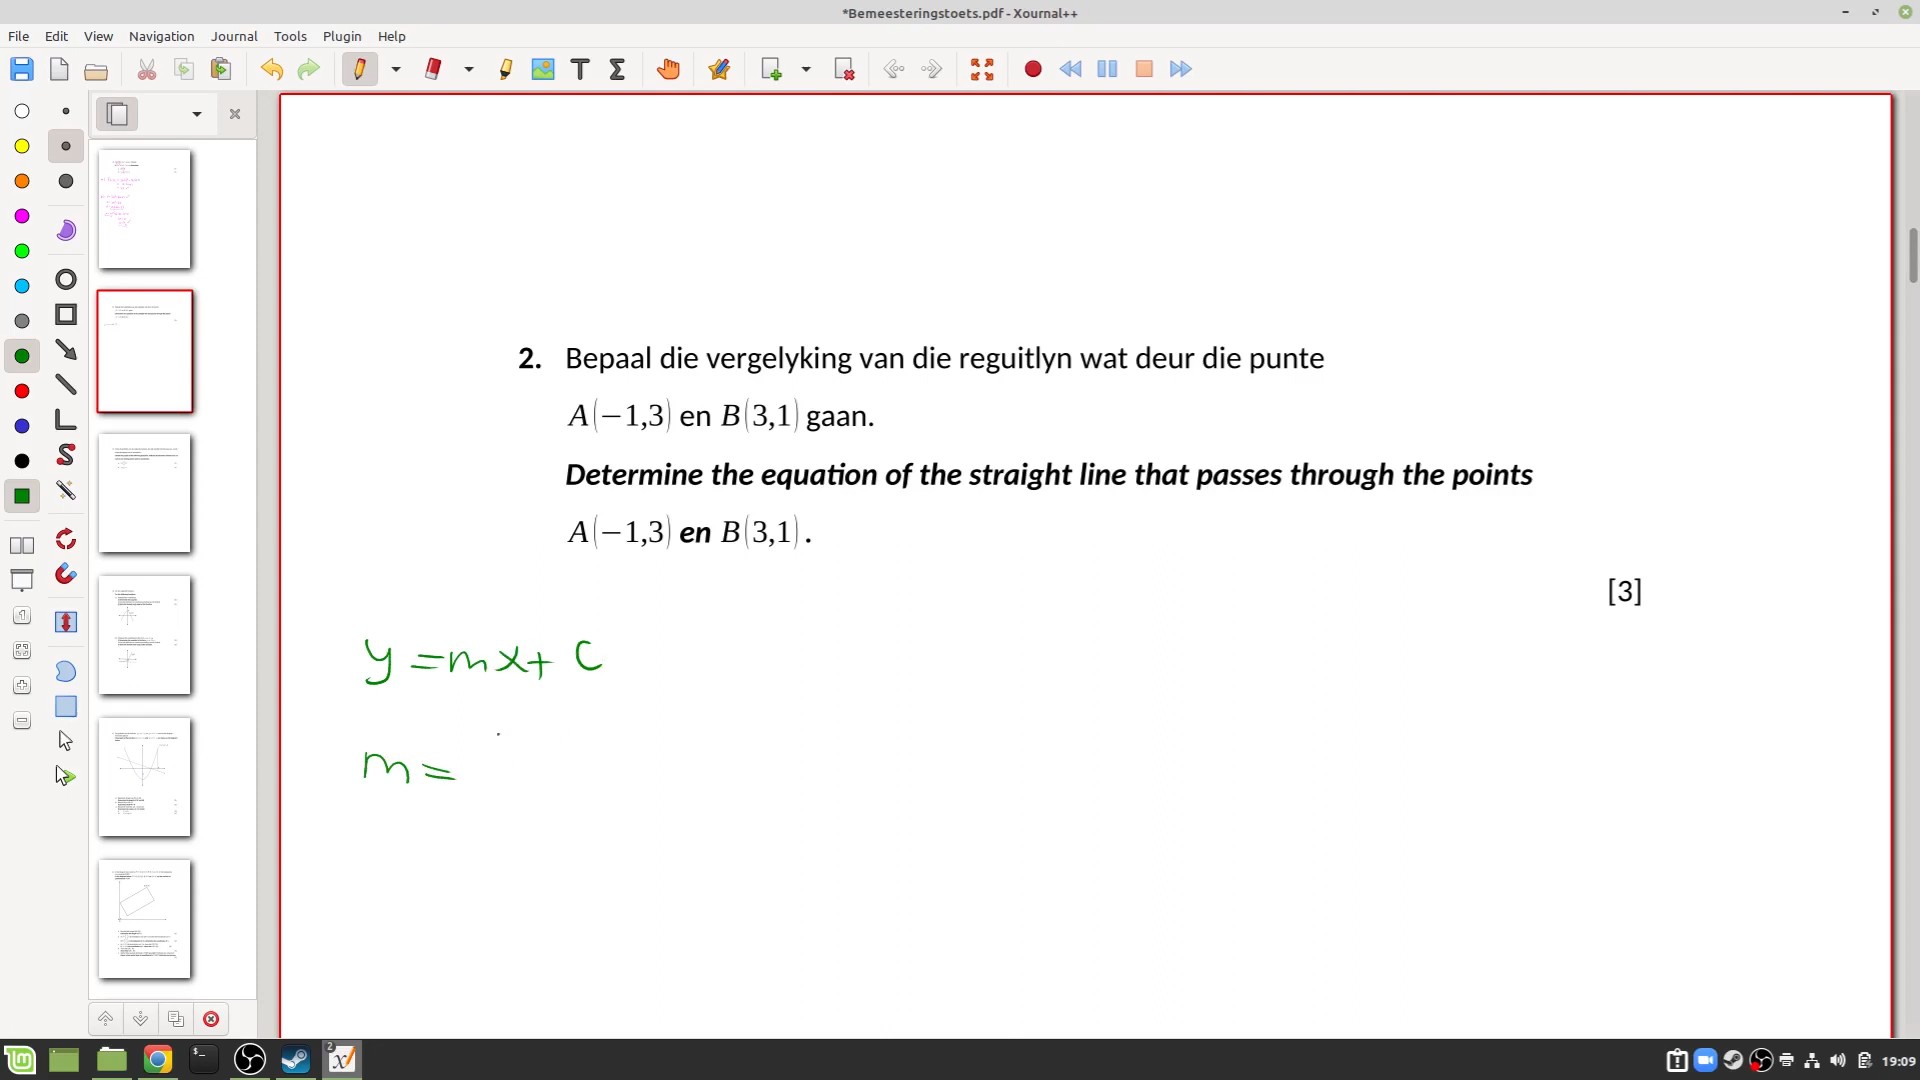 *Bemeesteringstoets.pdf - Xournal++
File Edit View Navigation Journal Tools Plugin Help
2. Bepaal die vergelyking van die reguitlyn wat deur die punte
A(−1,3) en B(3,1) gaan.
Determine the equation of the straight line that passes through the points
A(−1,3) en B(3,1).
[3]
y = mx + c
m =
19:09